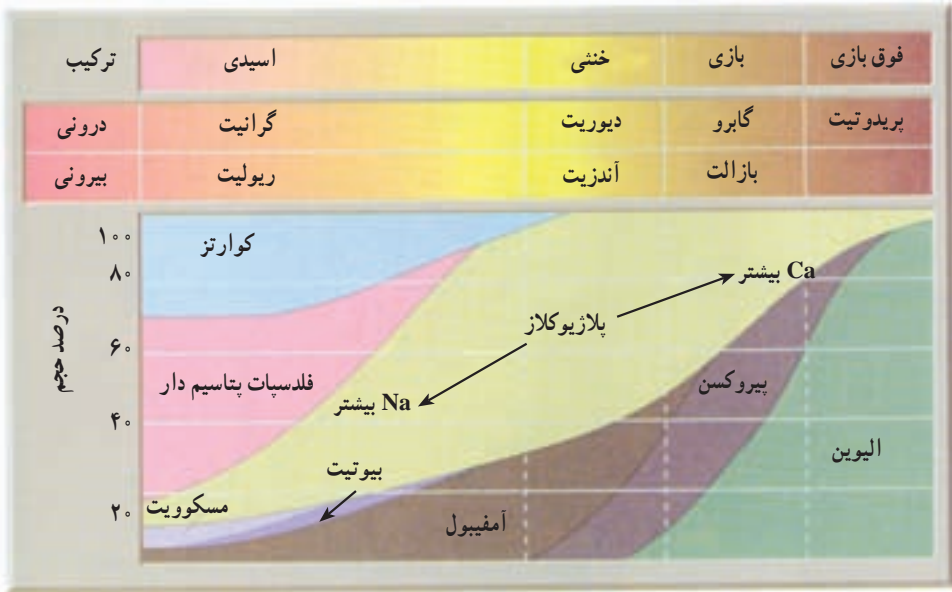 ترکیب اسیدی خنثی بازی فوق بازی
درونی گرانیت دیوریت گابرو پریدوتیت
بیرونی ریولیت آندزیت بازالت
درصد حجم
۱۰۰
۸۰
۶۰
۴۰
۲۰
کوارتز
Ca بیشتر
پلاژیوکلاز
فلدسپات پتاسیم دار
پیروکسن
Na بیشتر
الیوین
بیوتیت
مسکوویت
آمفیبول